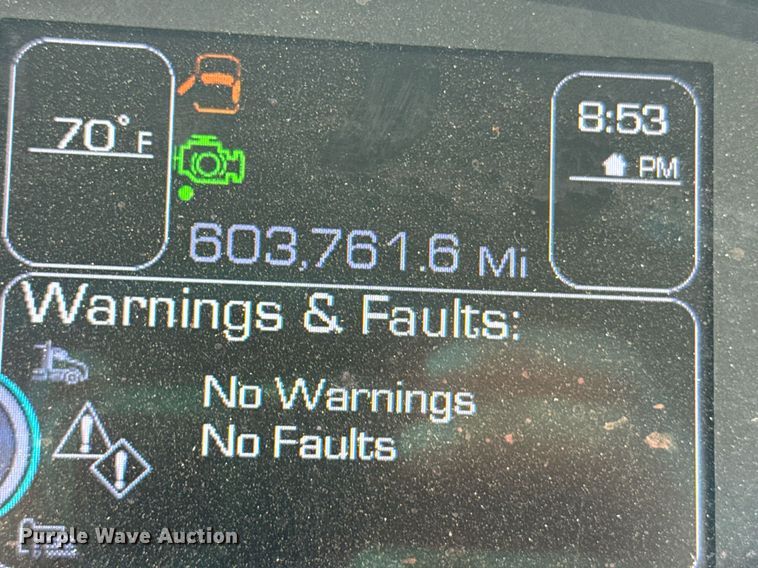 70°F
8:53
PM
603,761.6 Mi
Warnings & Faults:
No Warnings
No Faults
Purple Wave Auction